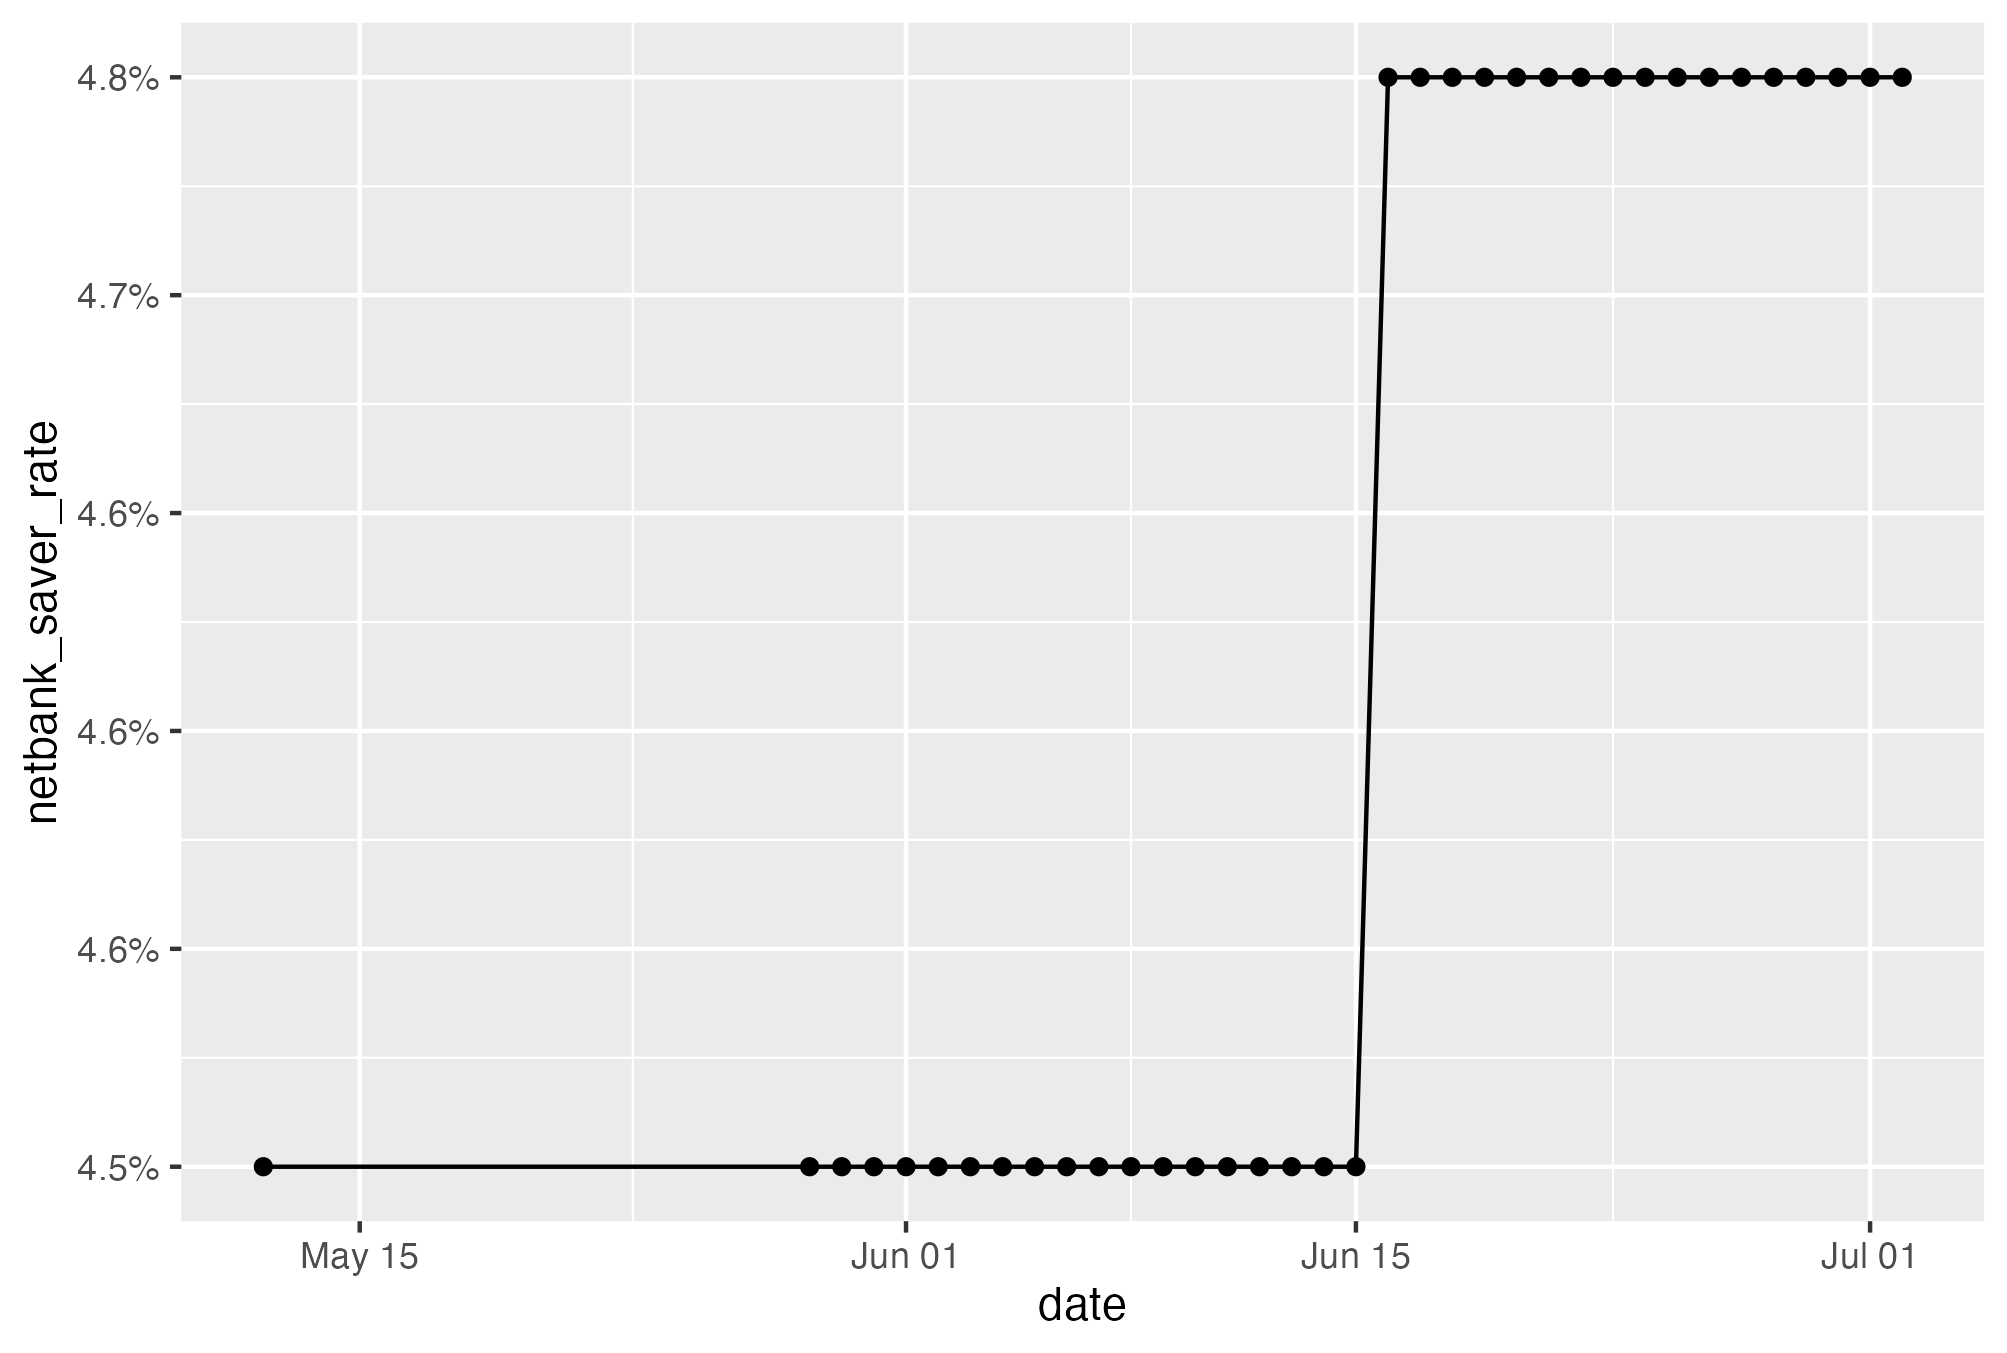 netbank_saver_rate
4.8%
4.7%
4.6%
4.6%
4.6%
4.5%
May 15
Jun 01
Jun 15
Jul 01
date